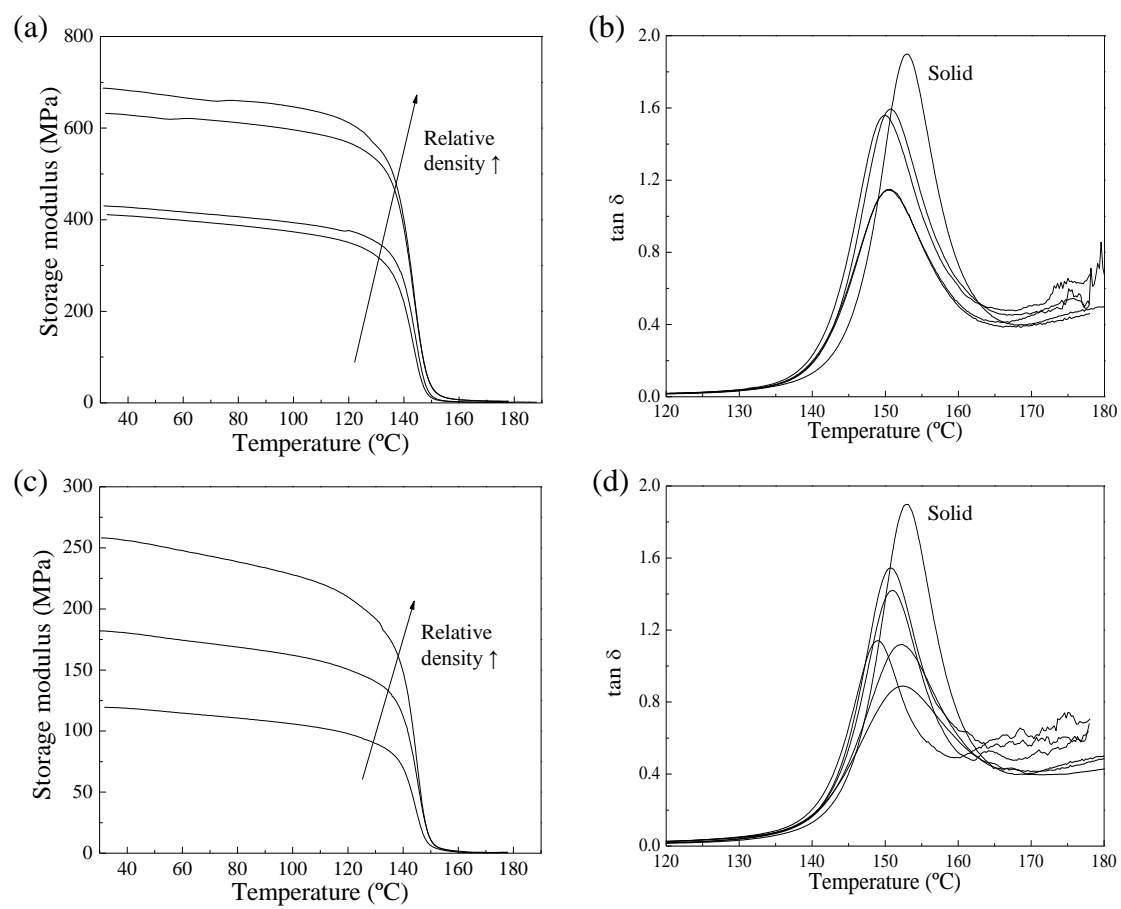 (a)
800
600
400
200
0
Storage modulus (MPa)
Relative
density ↑
40 60 80 100 120 140 160 180
Temperature (ºC)
(b)
2.0
1.6
1.2
0.8
0.4
0.0
tan δ
Solid
120 130 140 150 160 170 180
Temperature (ºC)
(c)
300
250
200
150
100
50
0
Storage modulus (MPa)
Relative
density ↑
40 60 80 100 120 140 160 180
Temperature (ºC)
(d)
2.0
1.6
1.2
0.8
0.4
0.0
tan δ
Solid
120 130 140 150 160 170 180
Temperature (ºC)